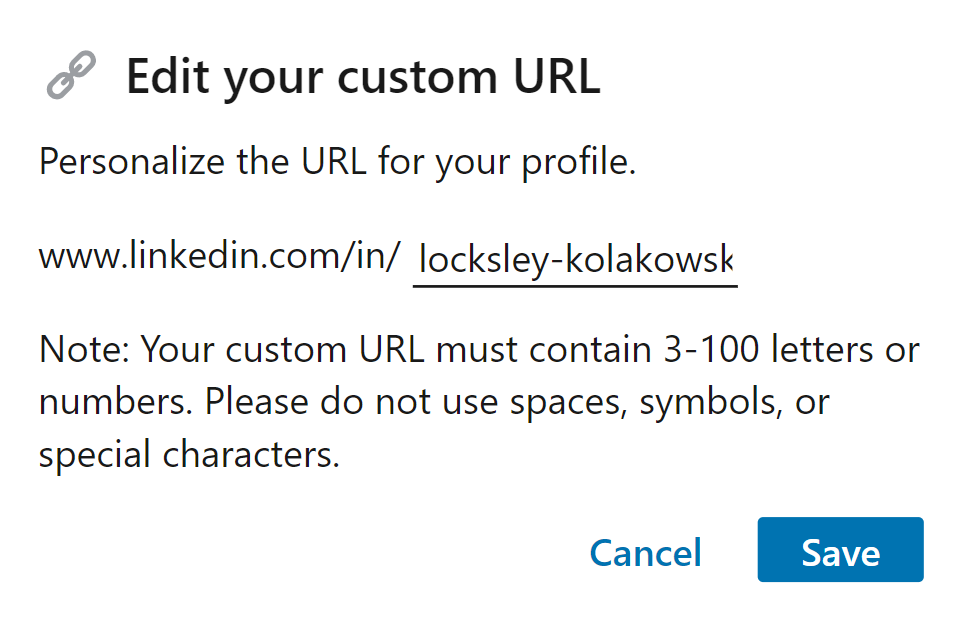 Edit your custom URL
Personalize the URL for your profile.
www.linkedin.com/in/ locksley-kolakowsk
Note: Your custom URL must contain 3-100 letters or
numbers. Please do not use spaces, symbols, or
special characters.
Cancel Save